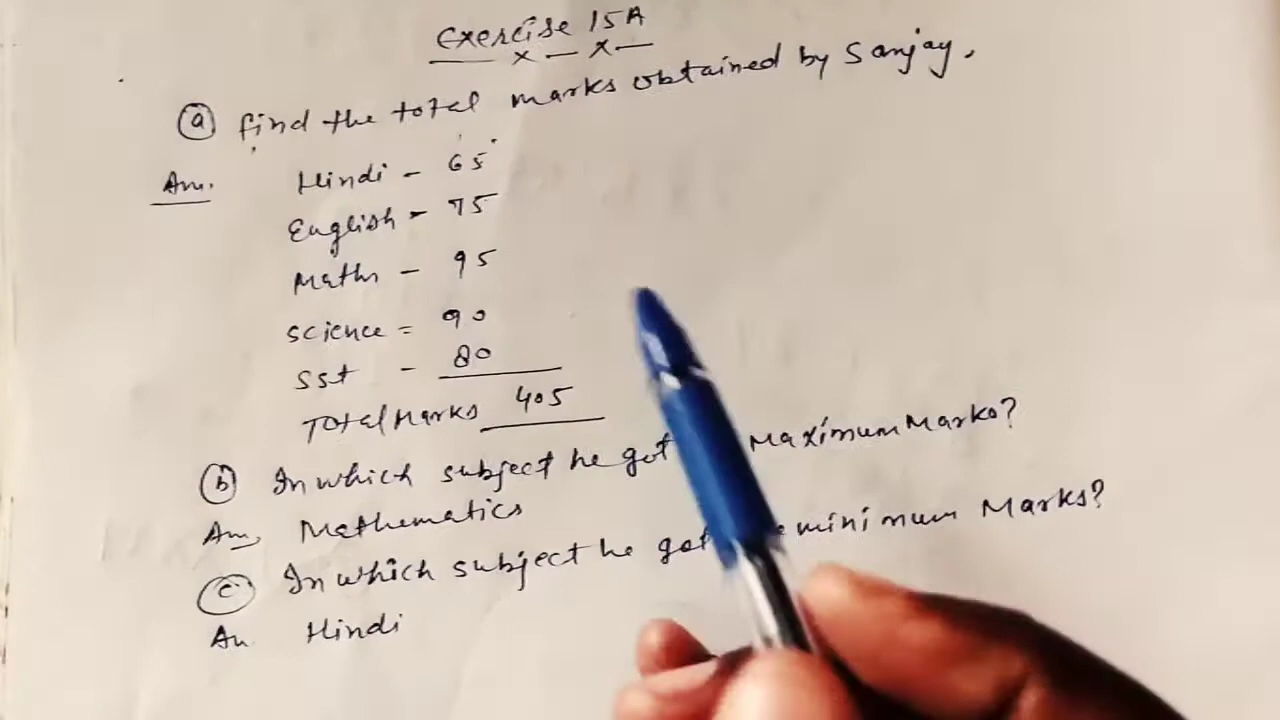 Exercise 15A
(a) find the total marks obtained by Sanjay.
Ans. Hindi - 65
English - 75
Maths - 95
Science = 90
SSt - 80
Total Marks 405
(b) In which subject he got Maximum Marks?
Ans Mathematics
(c) In which subject he got minimum Marks?
An Hindi